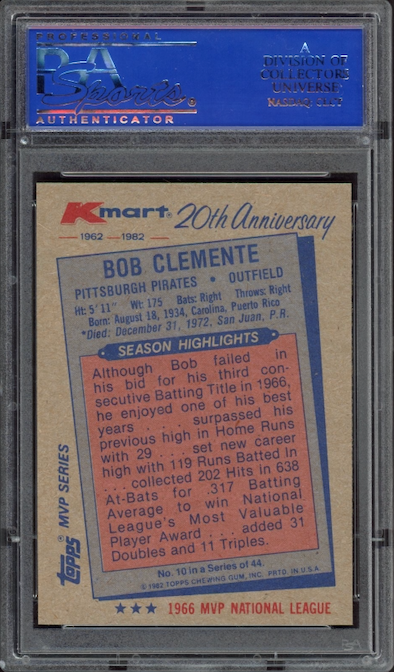 PROFESSIONAL
PSA
Sports
AUTHENTICATOR
A
DIVISION OF
COLLECTORS
UNIVERSE
NASDAQ: CLCT
Kmart® 20th Anniversary
1962 1982
BOB CLEMENTE
PITTSBURGH PIRATES • OUTFIELD
Ht: 5' 11" Wt: 175 Bats: Right Throws: Right
Born: August 18, 1934, Carolina, Puerto Rico
*Died: December 31, 1972, San Juan, P.R.
SEASON HIGHLIGHTS
Although Bob failed in
his bid for his third con-
secutive Batting Title in 1966,
he enjoyed one of his best
years . . . surpassed his
previous high in Home Runs
with 29 . . . set new career
high with 119 Runs Batted In
. . . collected 202 Hits in 638
At-Bats for .317 Batting
Average to win National
League's Most Valuable
Player Award . . . added 31
Doubles and 11 Triples.
No. 10 in a Series of 44.
©1982 TOPPS CHEWING GUM, INC. PRTD. IN U.S.A.
topps® MVP SERIES
★★★ 1966 MVP NATIONAL LEAGUE